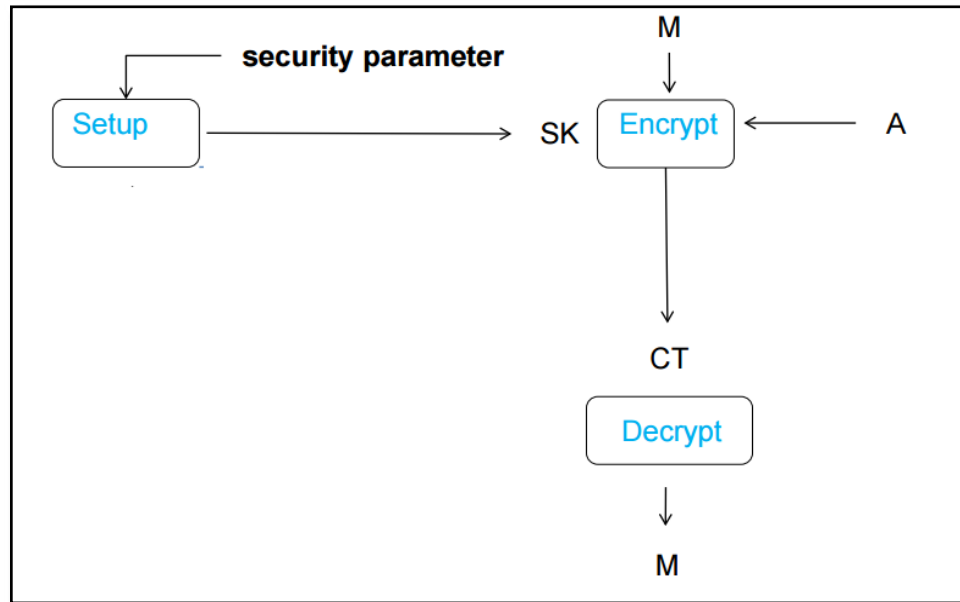 M
security parameter
Setup
SK
Encrypt
A
CT
Decrypt
M